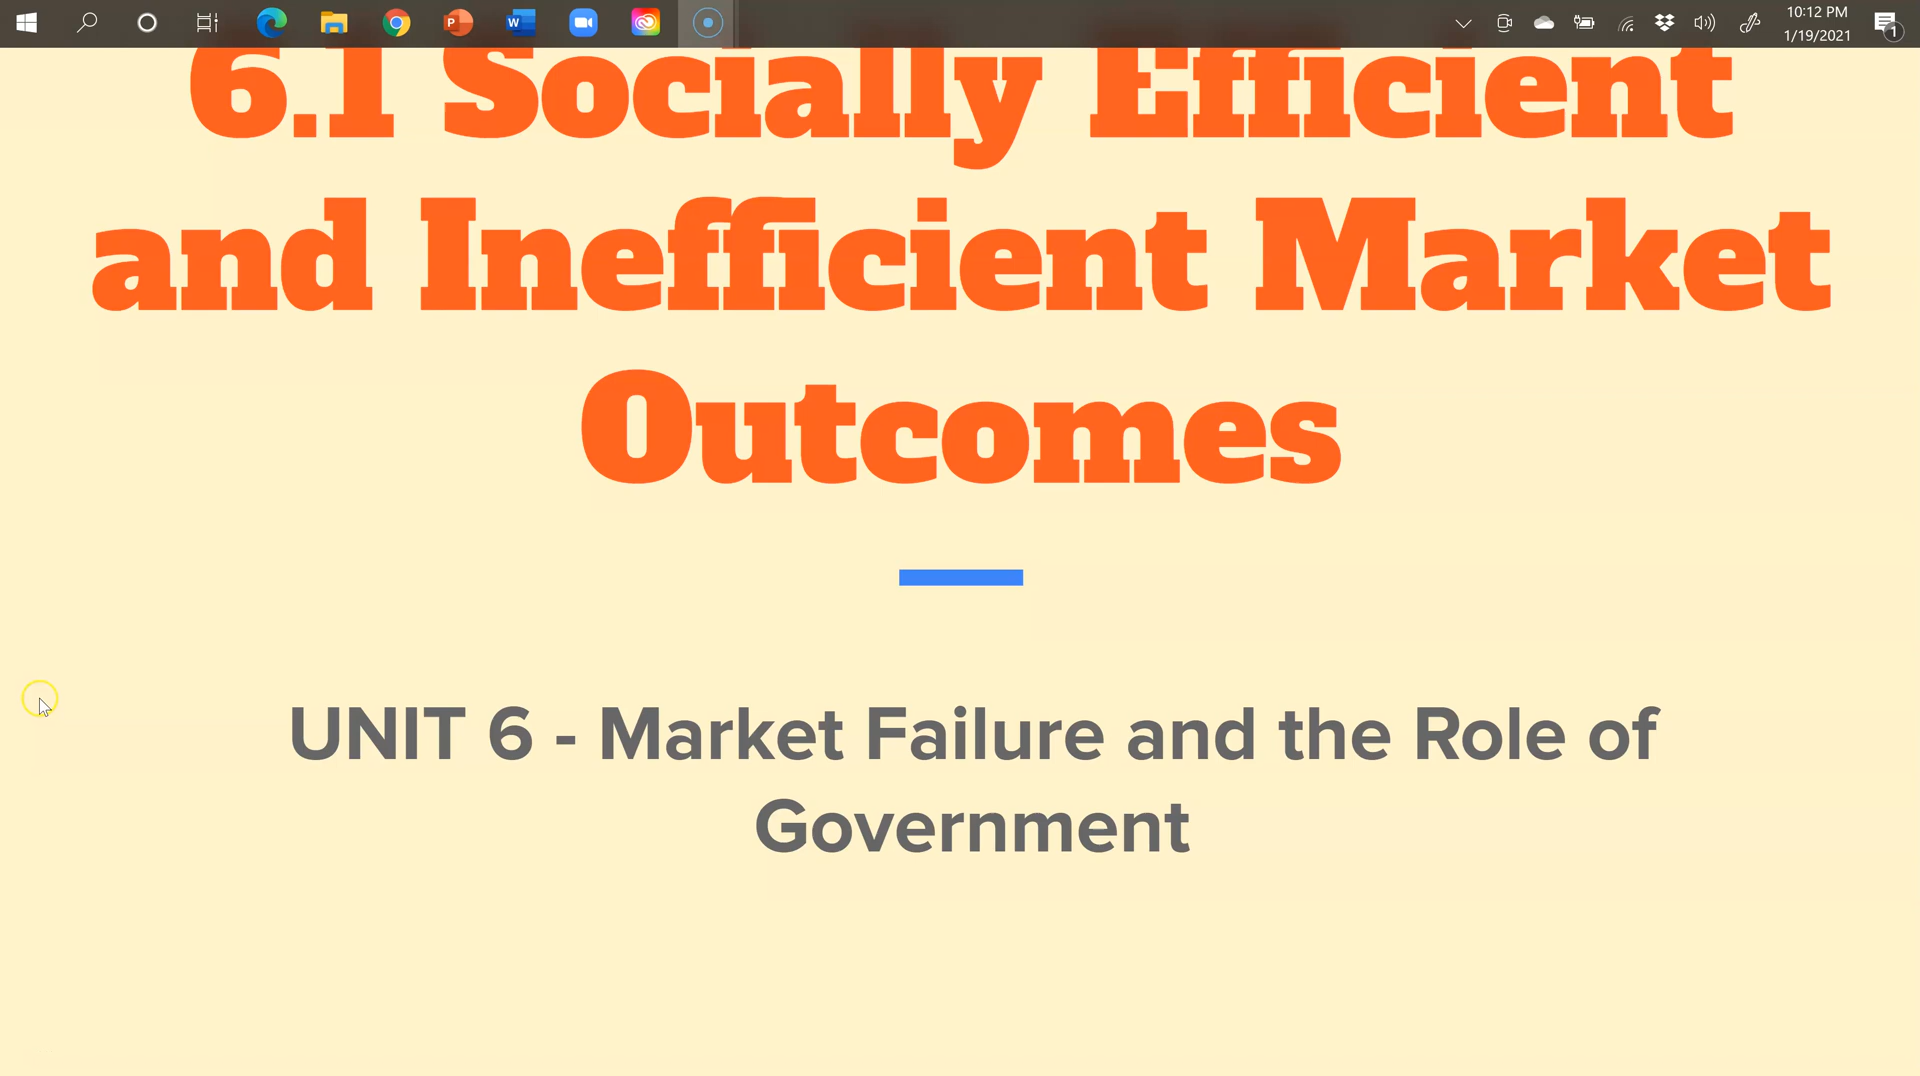 10:12 PM
1/19/2021
1
6.1 Socially Efficient
and Inefficient Market
Outcomes
UNIT 6 - Market Failure and the Role of
Government